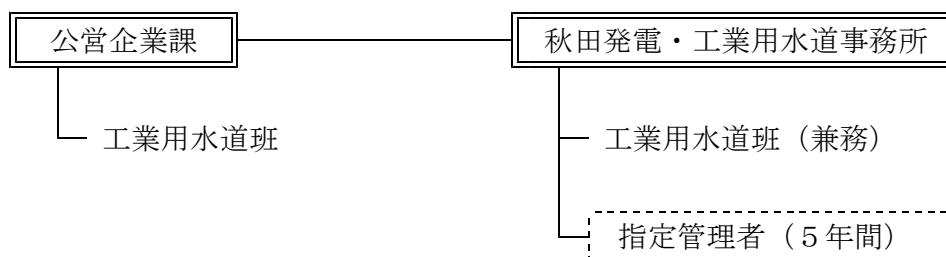 公営企業課
秋田発電・工業用水道事務所
工業用水道班
工業用水道班（兼務）
指定管理者（５年間）